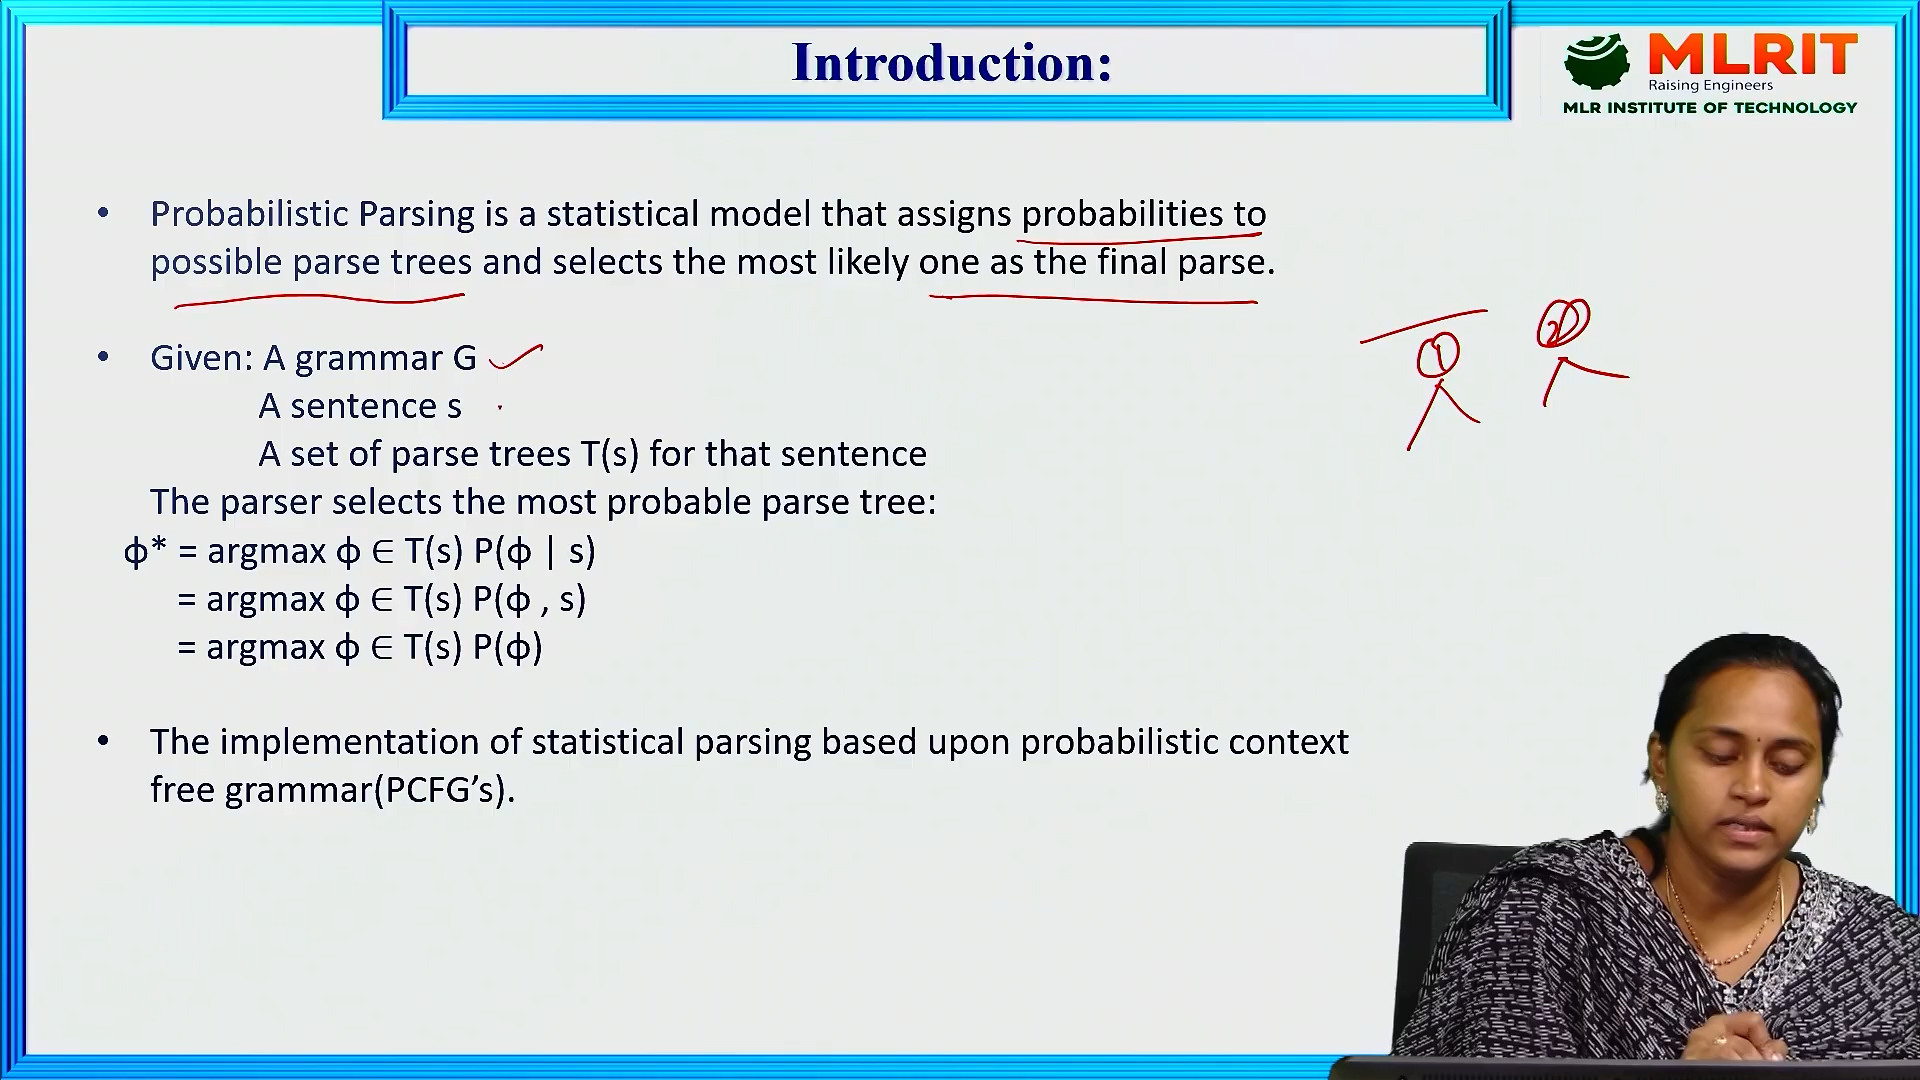 Introduction:
MLRIT
Raising Engineers
MLR INSTITUTE OF TECHNOLOGY
• Probabilistic Parsing is a statistical model that assigns probabilities to
possible parse trees and selects the most likely one as the final parse.
• Given: A grammar G
A sentence s
A set of parse trees T(s) for that sentence
The parser selects the most probable parse tree:
ф* = argmax ф ∈ T(s) P(ф | s)
= argmax ф ∈ T(s) P(ф , s)
= argmax ф ∈ T(s) P(ф)
• The implementation of statistical parsing based upon probabilistic context
free grammar(PCFG’s).
1
2